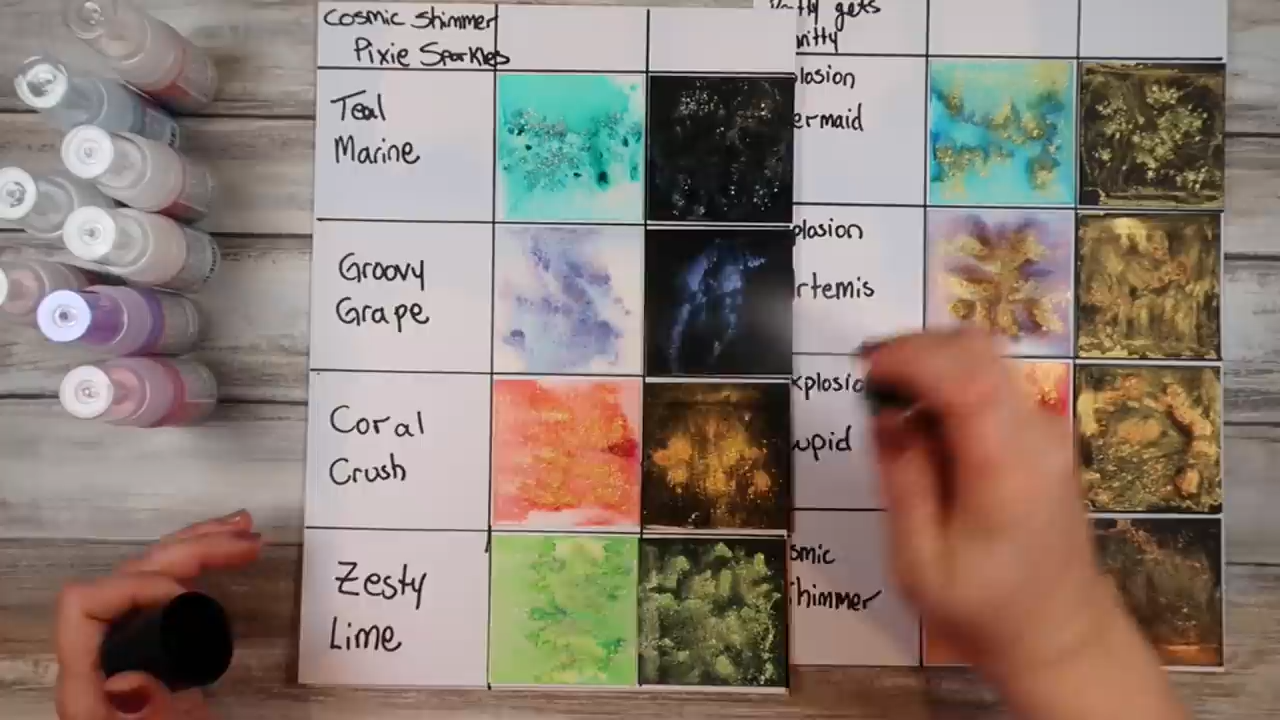 Cosmic Shimmer
Pixie Sparkles
Teal
Marine
Groovy
Grape
Coral
Crush
Zesty
Lime
gets
losion
ermaid
plosion
rtemis
xplosio
upid
smic
himmer